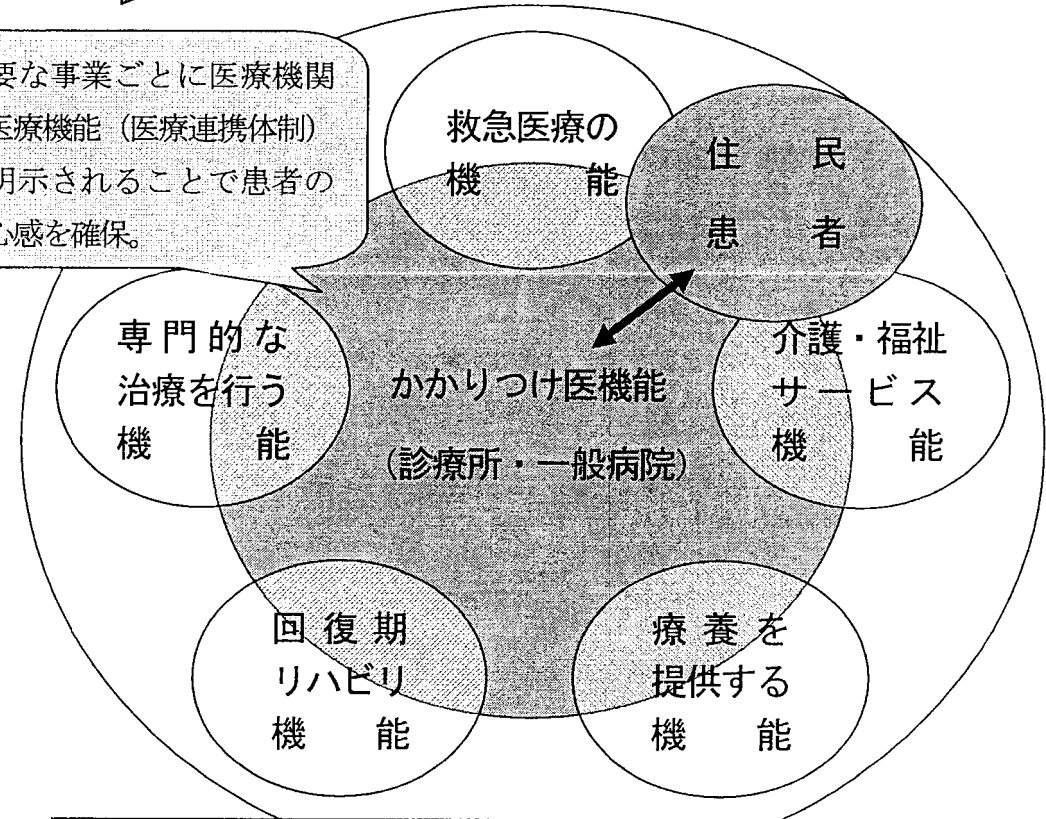 要な事業ごとに医療機関
医療機能（医療連携体制）
明示されることで患者の
心感を確保。
救急医療の
機　　能
住　　民
患　　者
専門的な
治療を行う
機　　能
かかりつけ医機能
（診療所・一般病院）
介護・福祉
サービス
機　　能
回復期
リハビリ
機　　能
療養を
提供する
機　　能